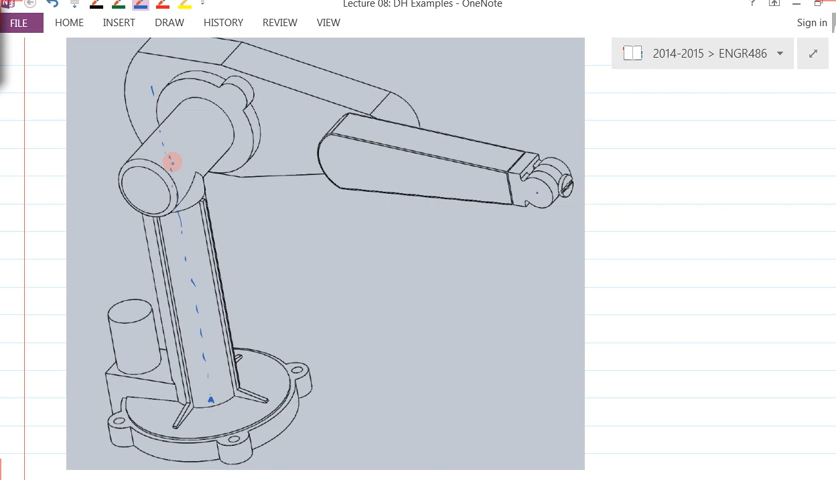 Lecture 08: DH Examples - OneNote
FILE HOME INSERT DRAW HISTORY REVIEW VIEW Sign in
2014-2015 > ENGR486